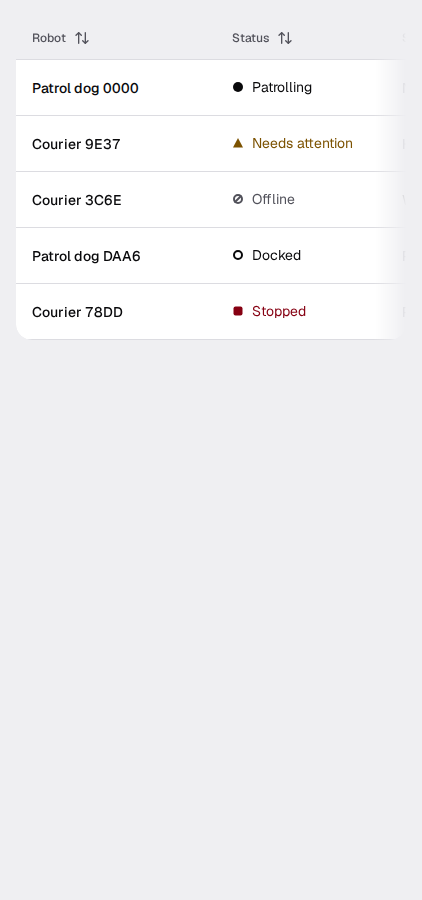 Robot Status
Patrol dog 0000 Patrolling
Courier 9E37 Needs attention
Courier 3C6E Offline
Patrol dog DAA6 Docked
Courier 78DD Stopped